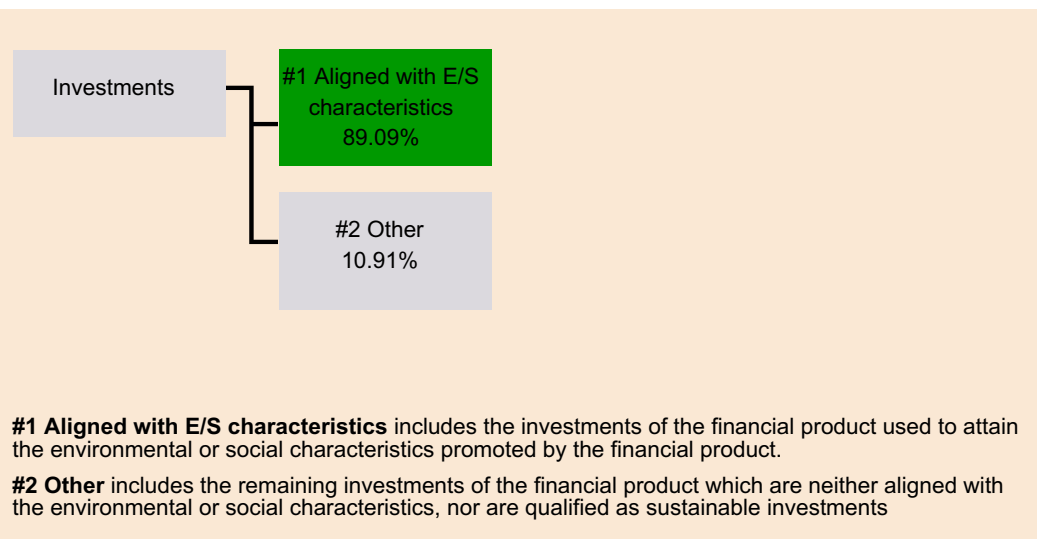 Investments
#1 Aligned with E/S
characteristics
89.09%
#2 Other
10.91%
#1 Aligned with E/S characteristics includes the investments of the financial product used to attain
the environmental or social characteristics promoted by the financial product.
#2 Other includes the remaining investments of the financial product which are neither aligned with
the environmental or social characteristics, nor are qualified as sustainable investments